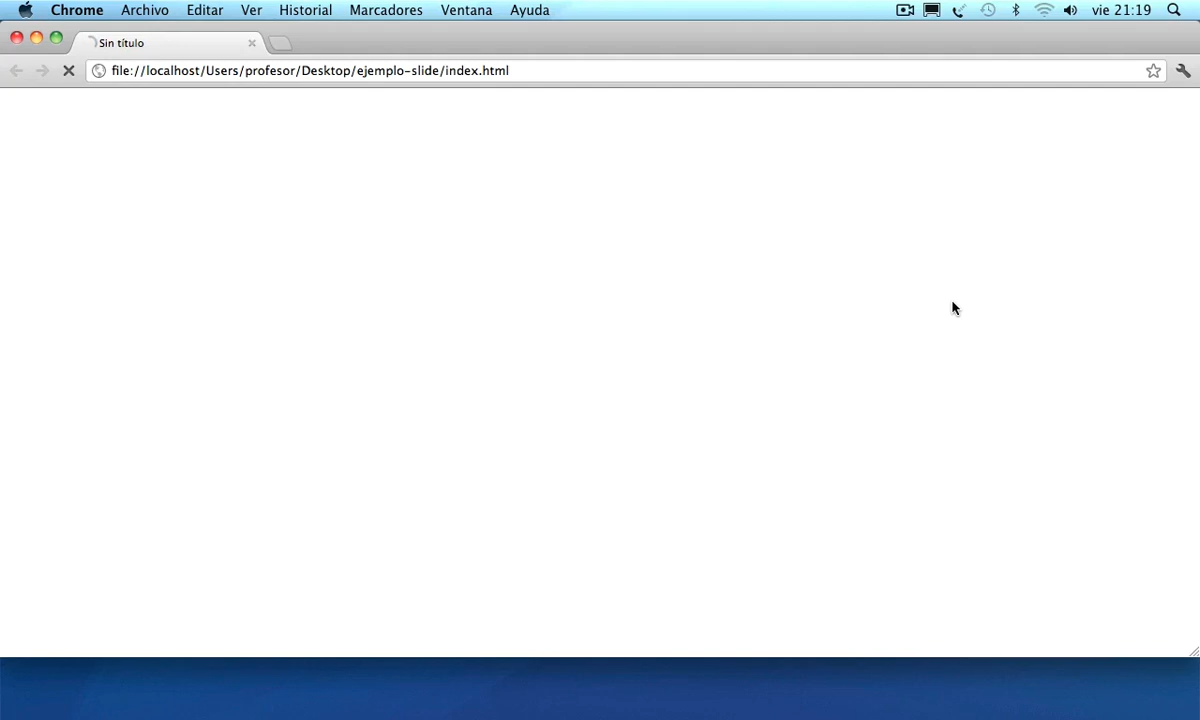 Chrome Archivo Editar Ver Historial Marcadores Ventana Ayuda vie 21:19
Sin título
file://localhost/Users/profesor/Desktop/ejemplo-slide/index.html